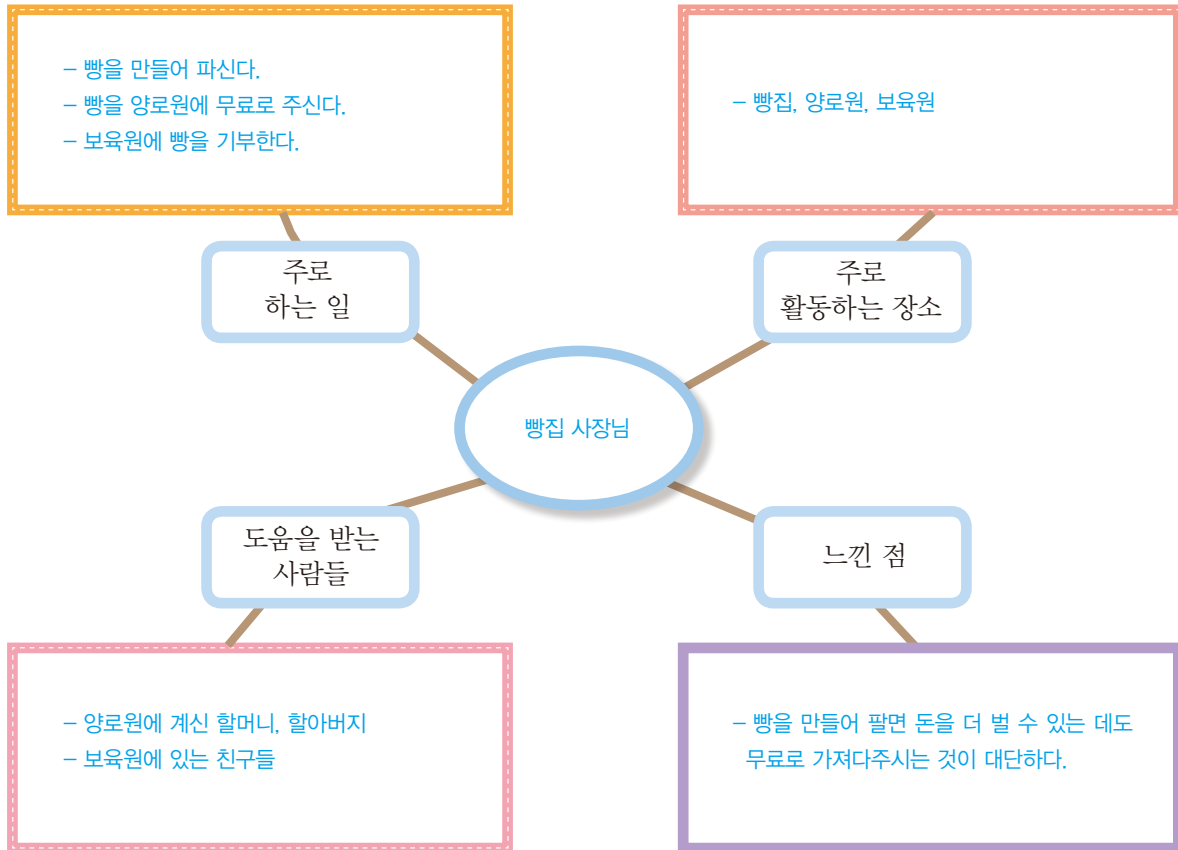 – 빵을 만들어 파신다.
– 빵을 양로원에 무료로 주신다.
– 보육원에 빵을 기부한다.
– 빵집, 양로원, 보육원
주로
하는 일
주로
활동하는 장소
빵집 사장님
도움을 받는
사람들
느낀 점
– 양로원에 계신 할머니, 할아버지
– 보육원에 있는 친구들
– 빵을 만들어 팔면 돈을 더 벌 수 있는 데도
무료로 가져다주시는 것이 대단하다.